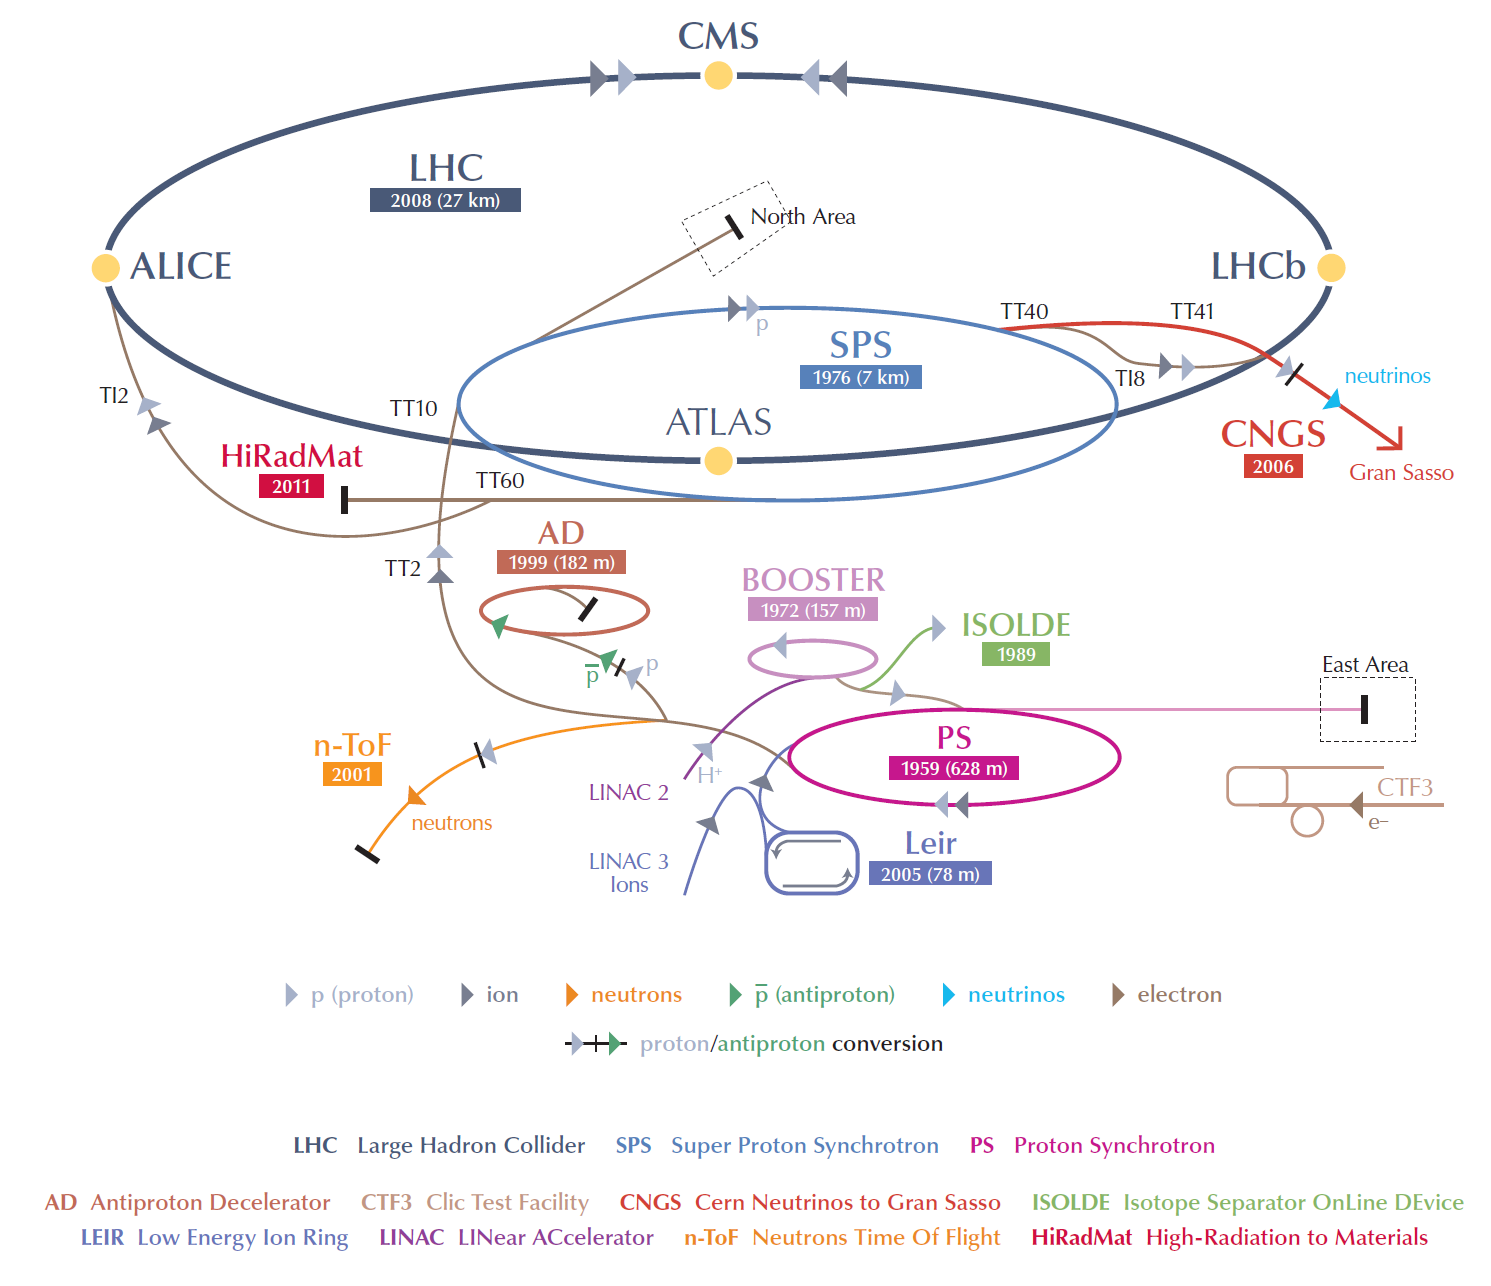 CMS
LHC
2008 (27 km)
North Area
ALICE
LHCb
TT40
TT41
p
SPS
1976 (7 km)
TI8
neutrinos
TI2
TT10
ATLAS
CNGS
2006
Gran Sasso
HiRadMat
2011
TT60
AD
1999 (182 m)
TT2
BOOSTER
1972 (157 m)
ISOLDE
1989
p
p̅
East Area
n-ToF
2001
PS
1959 (628 m)
H⁺
LINAC 2
CTF3
e⁻
neutrons
Leir
2005 (78 m)
LINAC 3
Ions
p (proton) ion neutrons p̅ (antiproton) neutrinos electron
proton/antiproton conversion
LHC Large Hadron Collider SPS Super Proton Synchrotron PS Proton Synchrotron
AD Antiproton Decelerator CTF3 Clic Test Facility CNGS Cern Neutrinos to Gran Sasso ISOLDE Isotope Separator OnLine DEvice
LEIR Low Energy Ion Ring LINAC LINear ACcelerator n-ToF Neutrons Time Of Flight HiRadMat High-Radiation to Materials